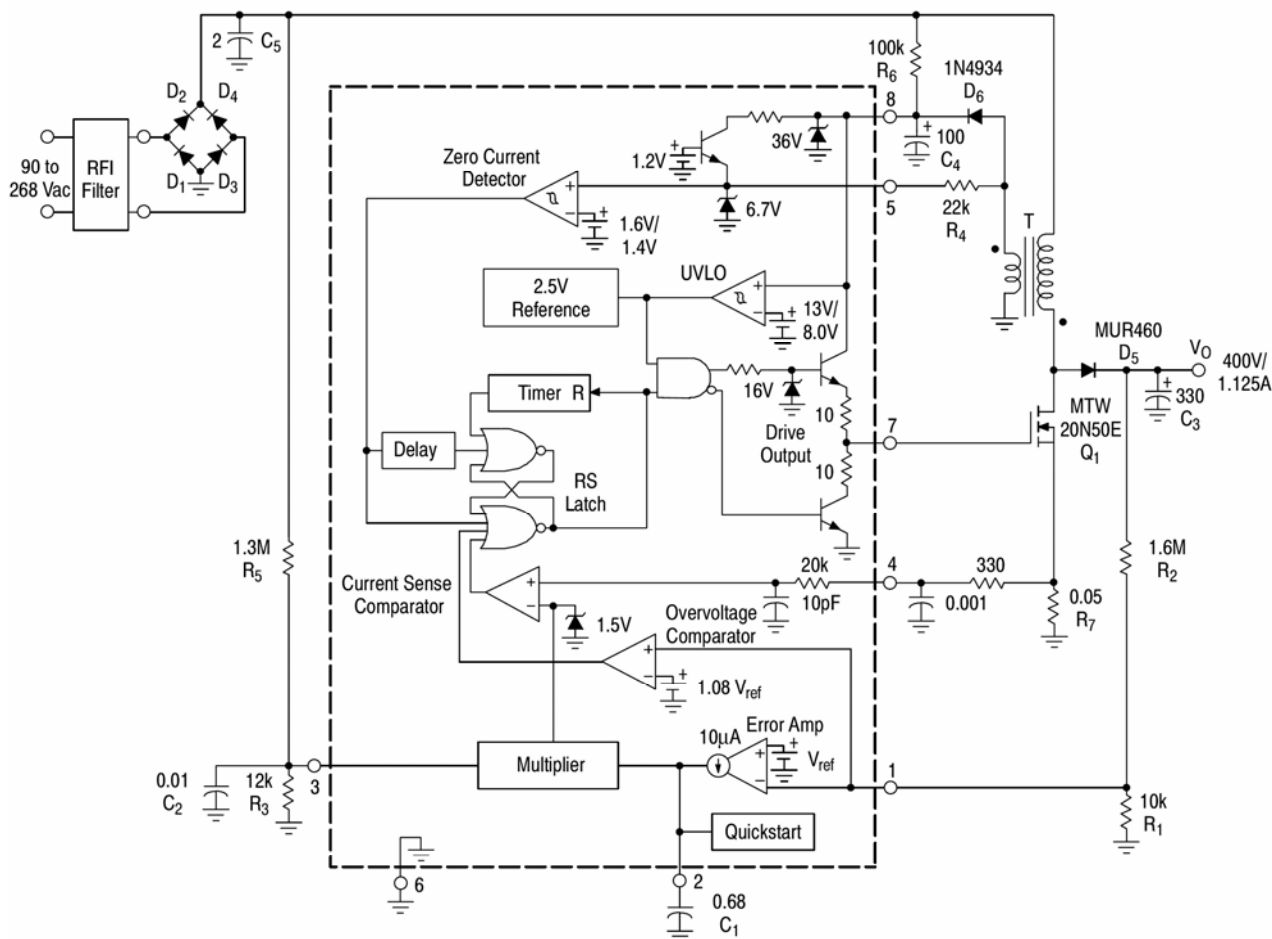 2
C5
D2
D4
D1
D3
90 to
268 Vac
RFI
Filter
100k
R6
1N4934
D6
8
100
C4
36V
1.2V
Zero Current
Detector
6.7V
1.6V/
1.4V
5
22k
R4
T
UVLO
2.5V
Reference
13V/
8.0V
MUR460
D5
VO
400V/
1.125A
330
C3
Timer R
16V
10
Drive
Output
10
7
MTW
20N50E
Q1
Delay
RS
Latch
1.3M
R5
Current Sense
Comparator
1.5V
20k
10pF
4
330
0.001
0.05
R7
1.6M
R2
Overvoltage
Comparator
1.08 Vref
Error Amp
10μA
Vref
Multiplier
1
0.01
C2
12k
R3
3
10k
R1
Quickstart
6
2
0.68
C1
+
−
+
−
+
−
+
−
+
−
+
+
+
+
+
+
+
+
+